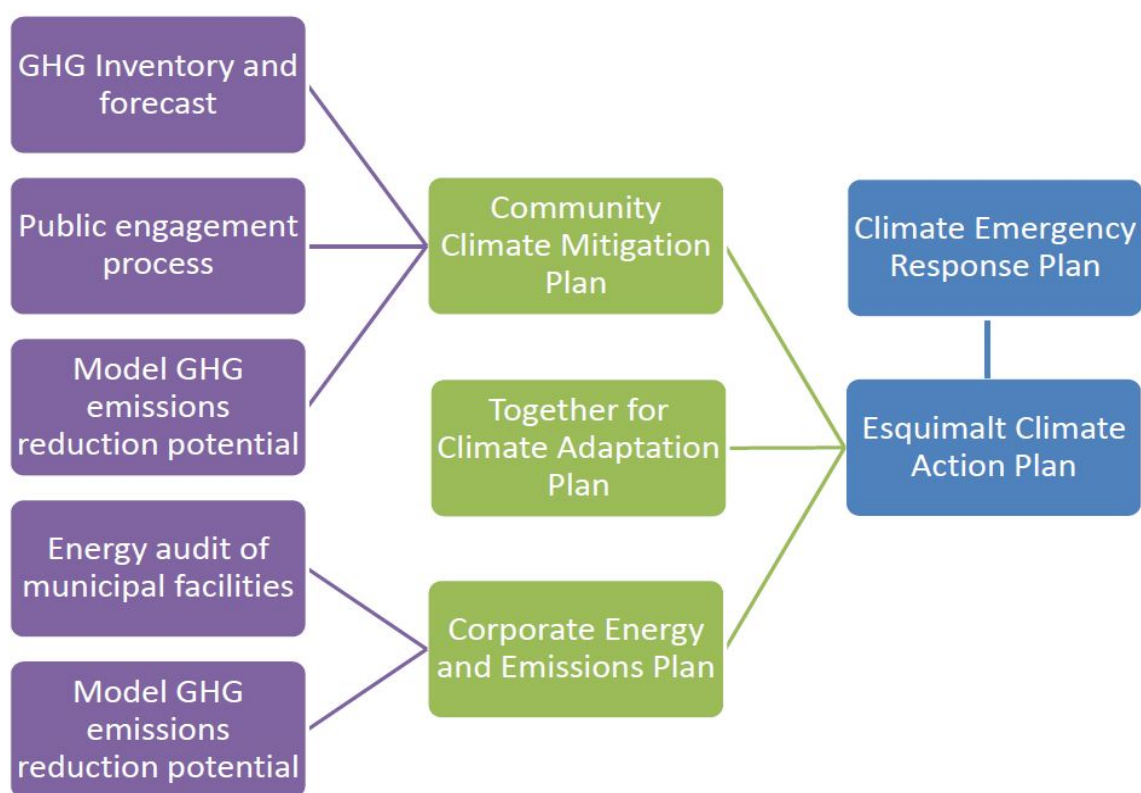 GHG Inventory and
forecast
Public engagement
process
Model GHG
emissions
reduction potential
Energy audit of
municipal facilities
Model GHG
emissions
reduction potential
Community
Climate Mitigation
Plan
Together for
Climate Adaptation
Plan
Corporate Energy
and Emissions Plan
Climate Emergency
Response Plan
Esquimalt Climate
Action Plan